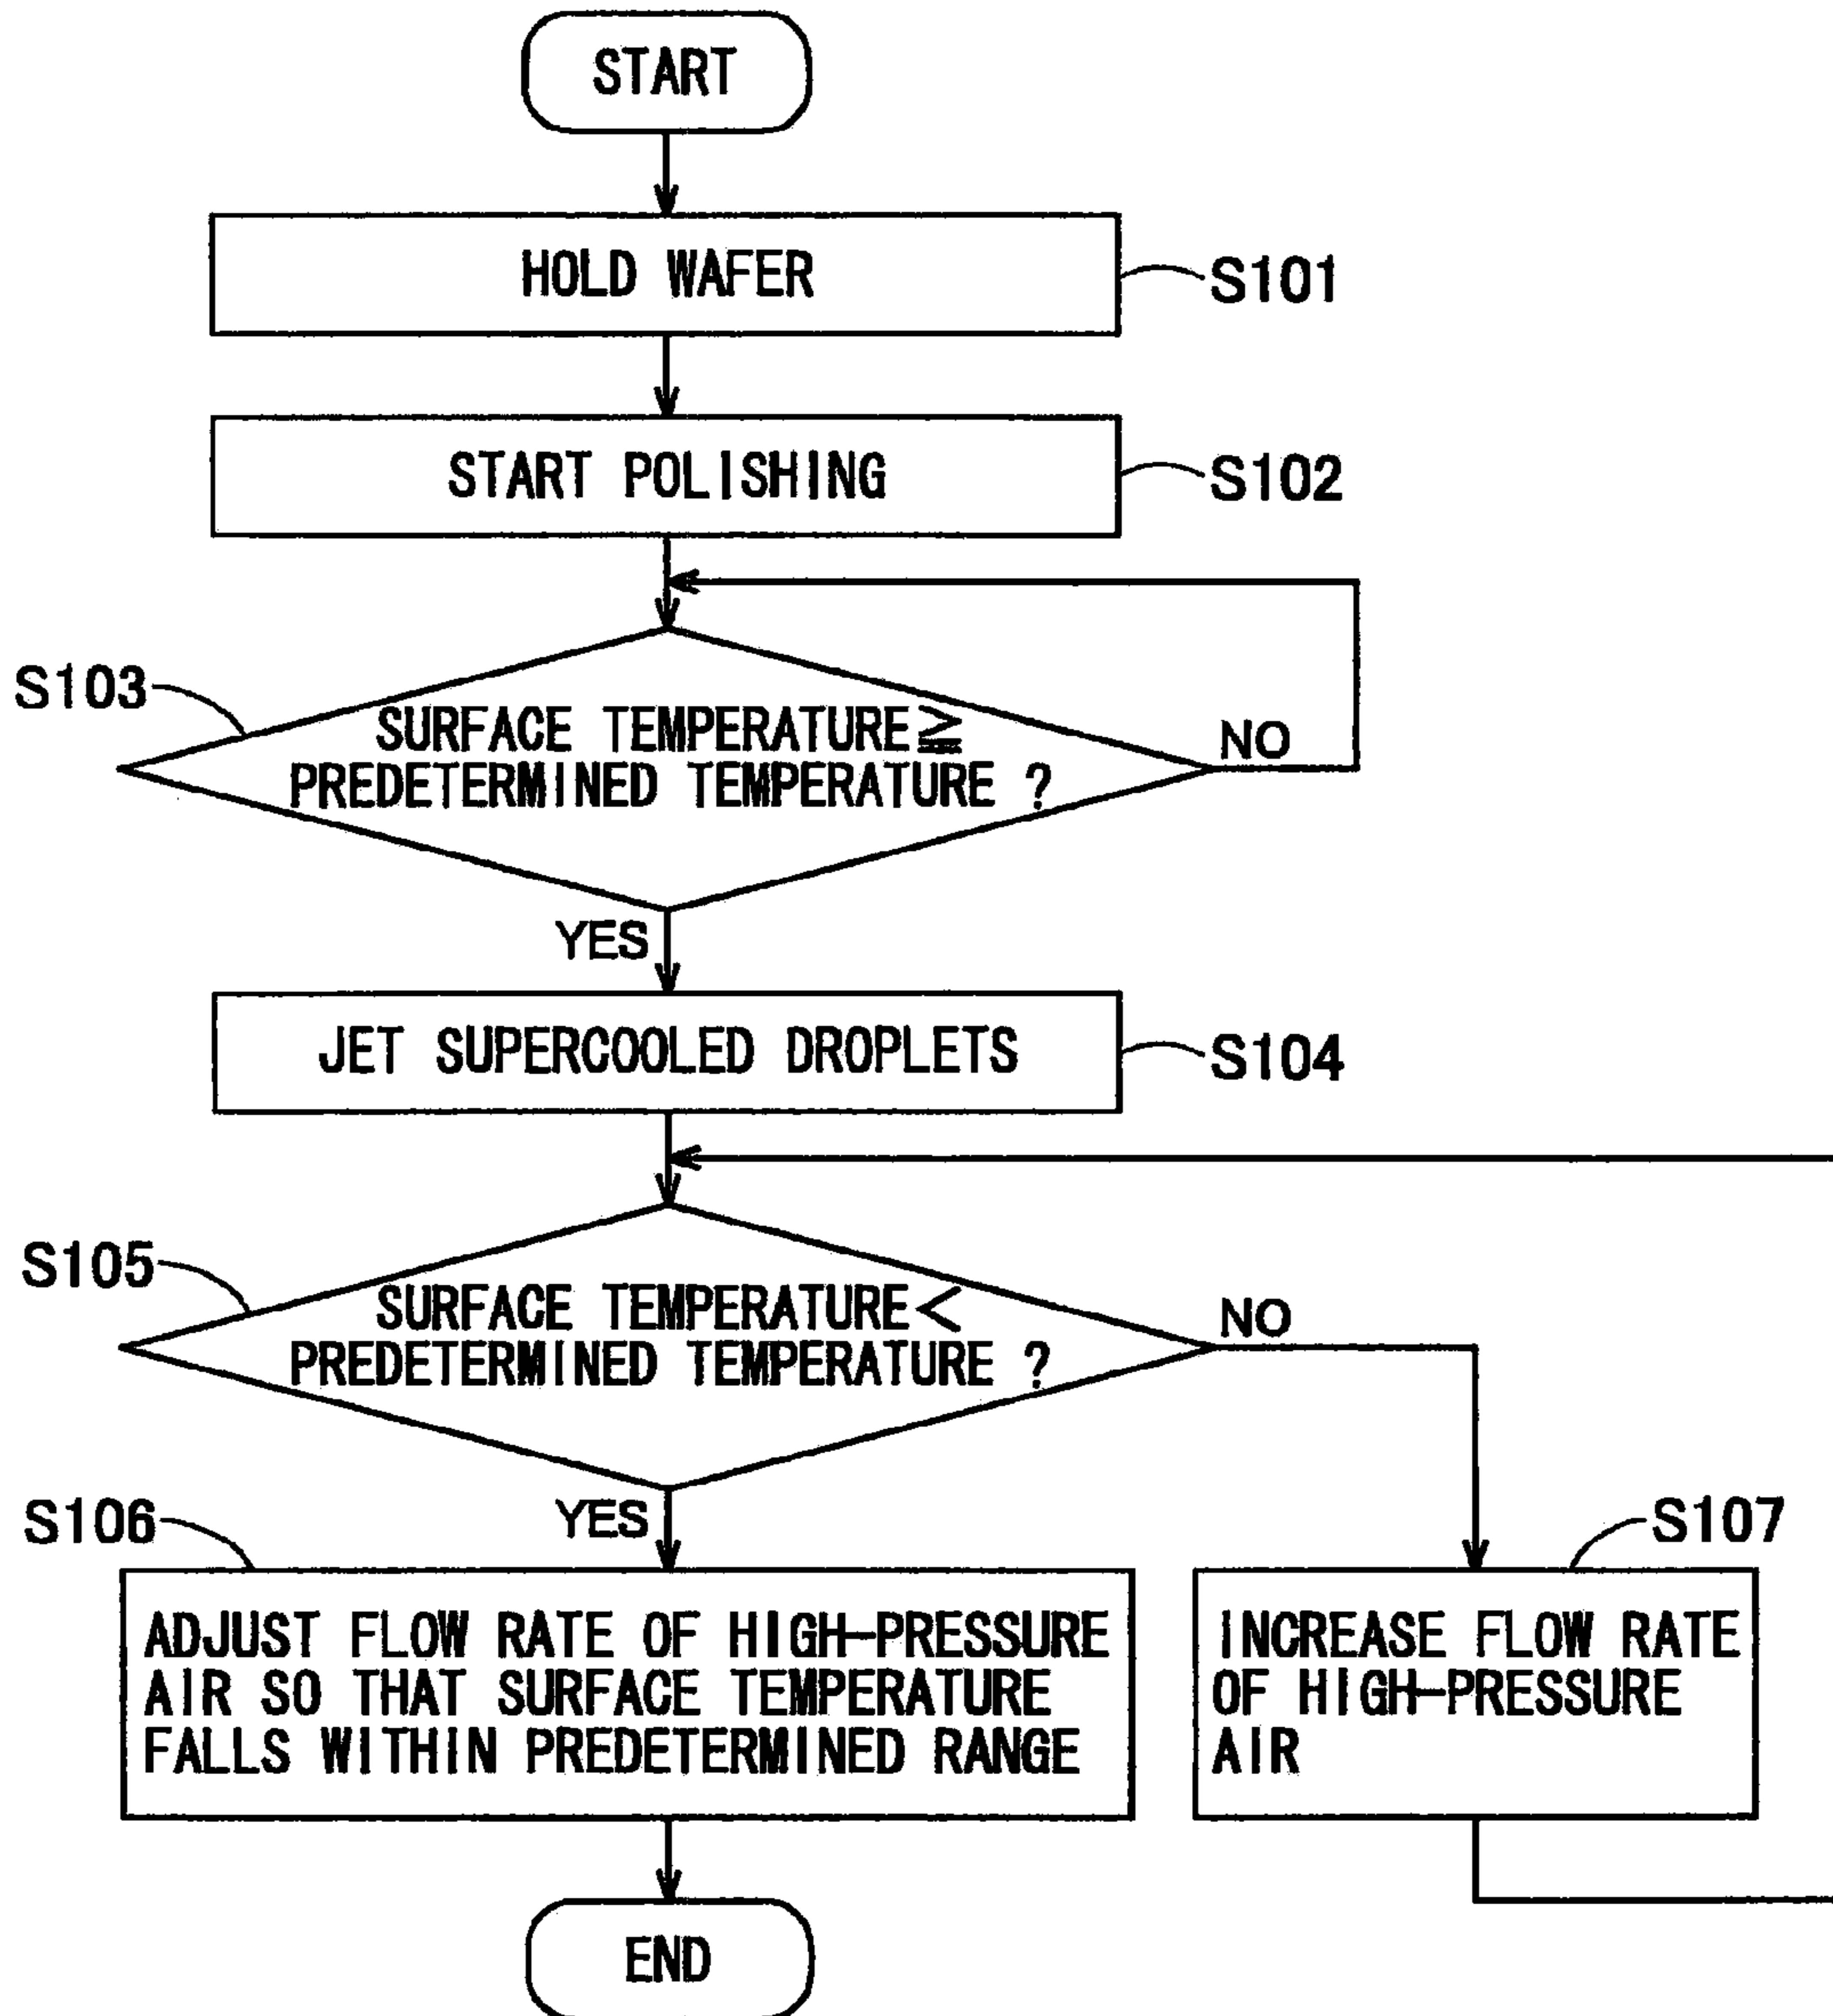 START
HOLD WAFER
S101
START POLISHING
S102
S103
SURFACE TEMPERATURE≧
PREDETERMINED TEMPERATURE ?
NO
YES
JET SUPERCOOLED DROPLETS
S104
S105
SURFACE TEMPERATURE<
PREDETERMINED TEMPERATURE ?
NO
YES
S106
ADJUST FLOW RATE OF HIGH-PRESSURE
AIR SO THAT SURFACE TEMPERATURE
FALLS WITHIN PREDETERMINED RANGE
S107
INCREASE FLOW RATE
OF HIGH-PRESSURE
AIR
END